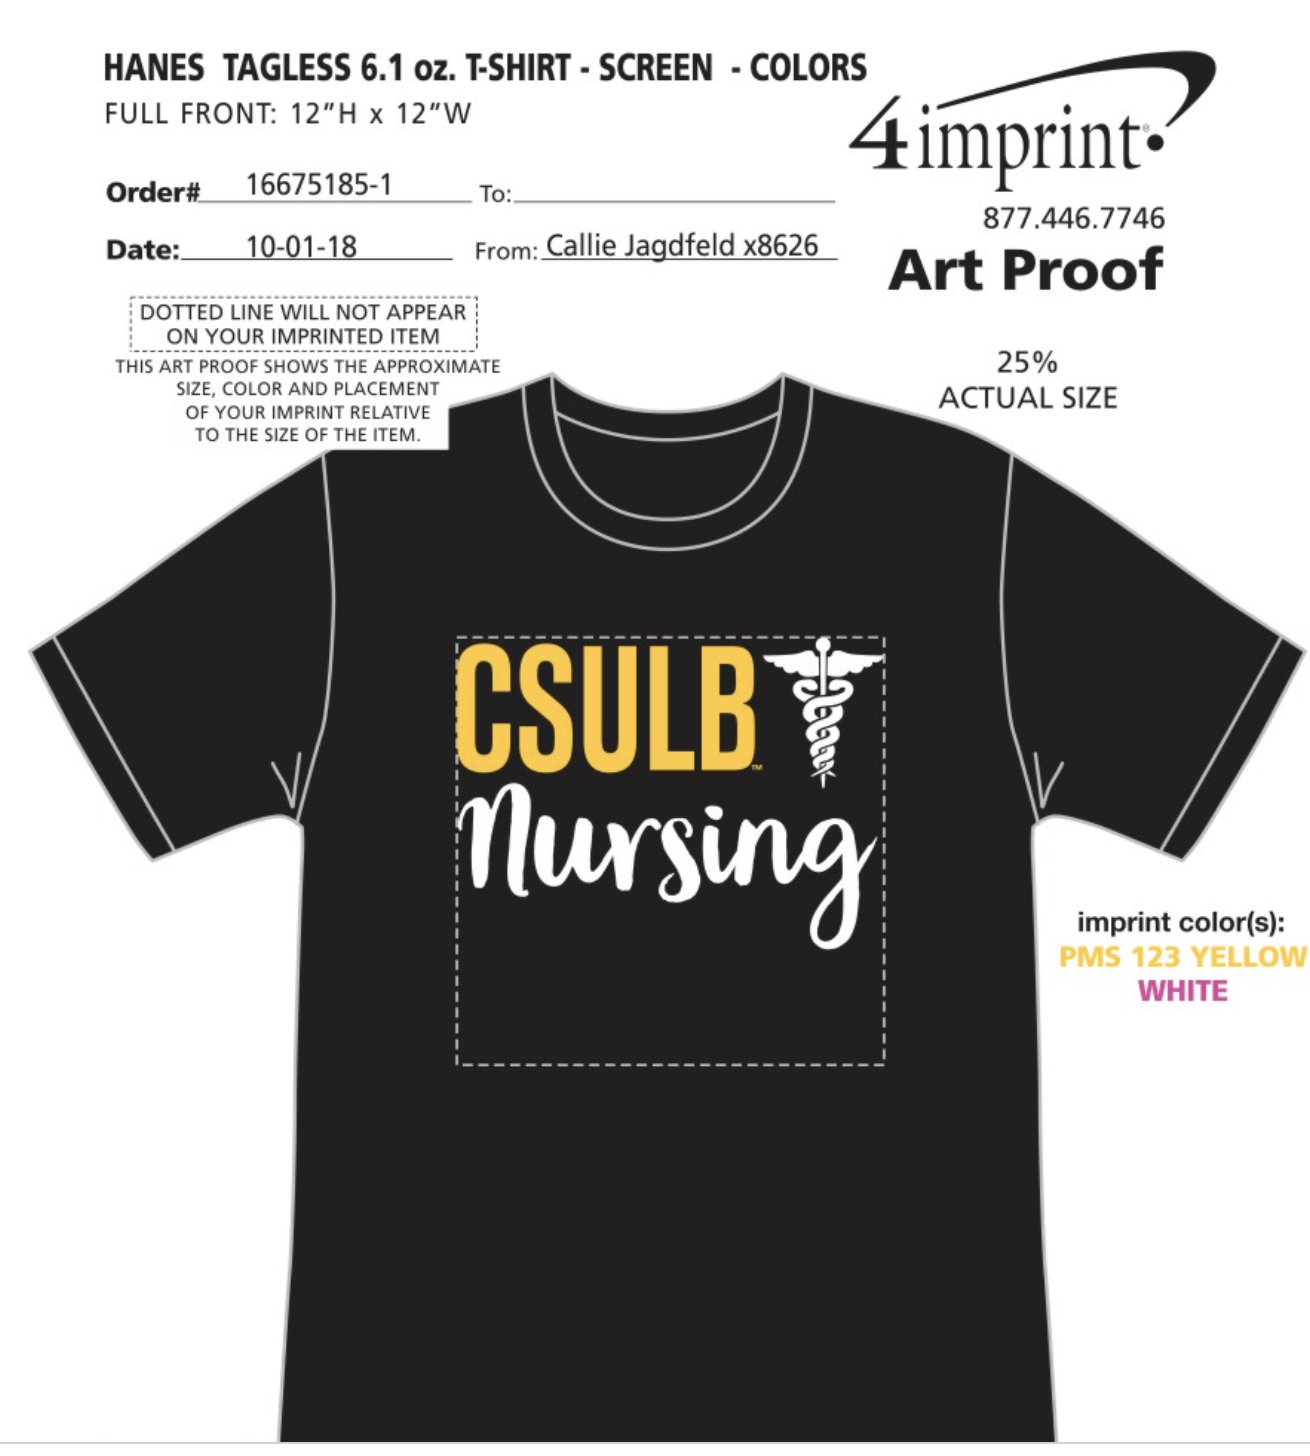 HANES TAGLESS 6.1 oz. T-SHIRT - SCREEN - COLORS
FULL FRONT: 12"H x 12"W
4imprint®
Order# 16675185-1 To:
877.446.7746
Date: 10-01-18 From: Callie Jagdfeld x8626
Art Proof
DOTTED LINE WILL NOT APPEAR
ON YOUR IMPRINTED ITEM
THIS ART PROOF SHOWS THE APPROXIMATE
SIZE, COLOR AND PLACEMENT
OF YOUR IMPRINT RELATIVE
TO THE SIZE OF THE ITEM.
25%
ACTUAL SIZE
CSULB™
Nursing
imprint color(s):
PMS 123 YELLOW
WHITE